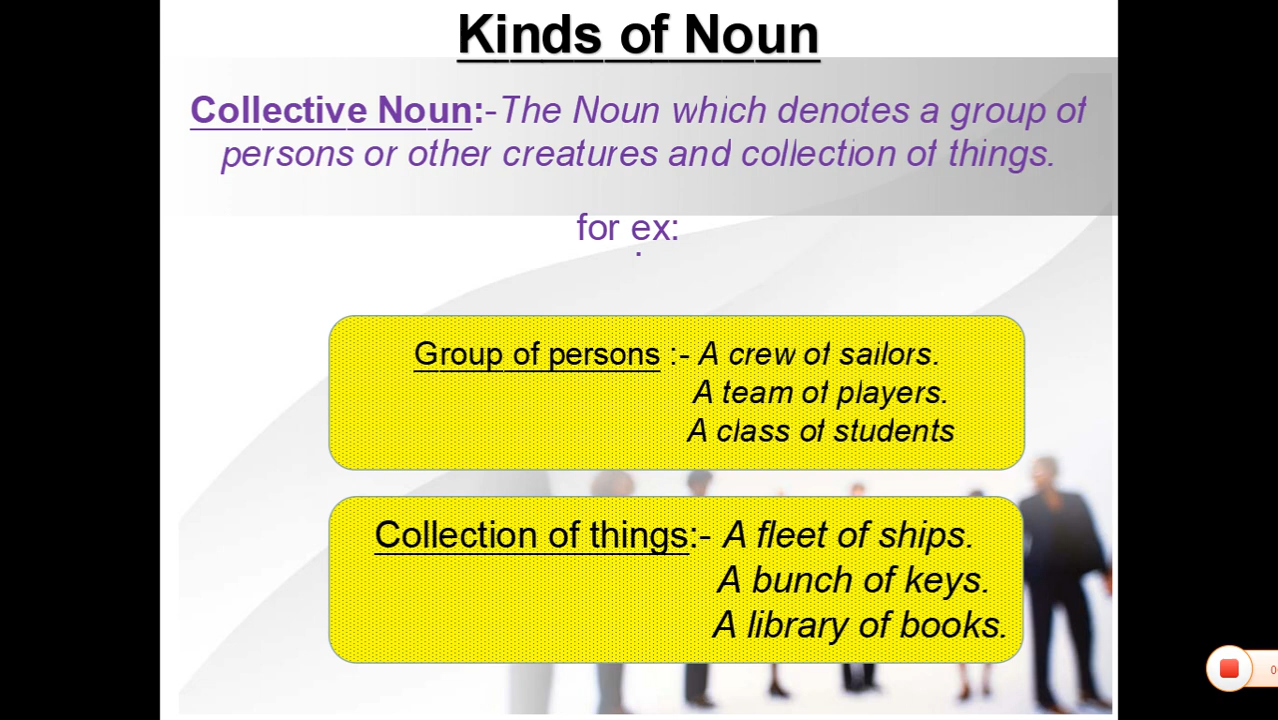 Kinds of Noun
Collective Noun:-The Noun which denotes a group of
persons or other creatures and collection of things.
for ex:
.
Group of persons :- A crew of sailors.
A team of players.
A class of students
Collection of things:- A fleet of ships.
A bunch of keys.
A library of books.